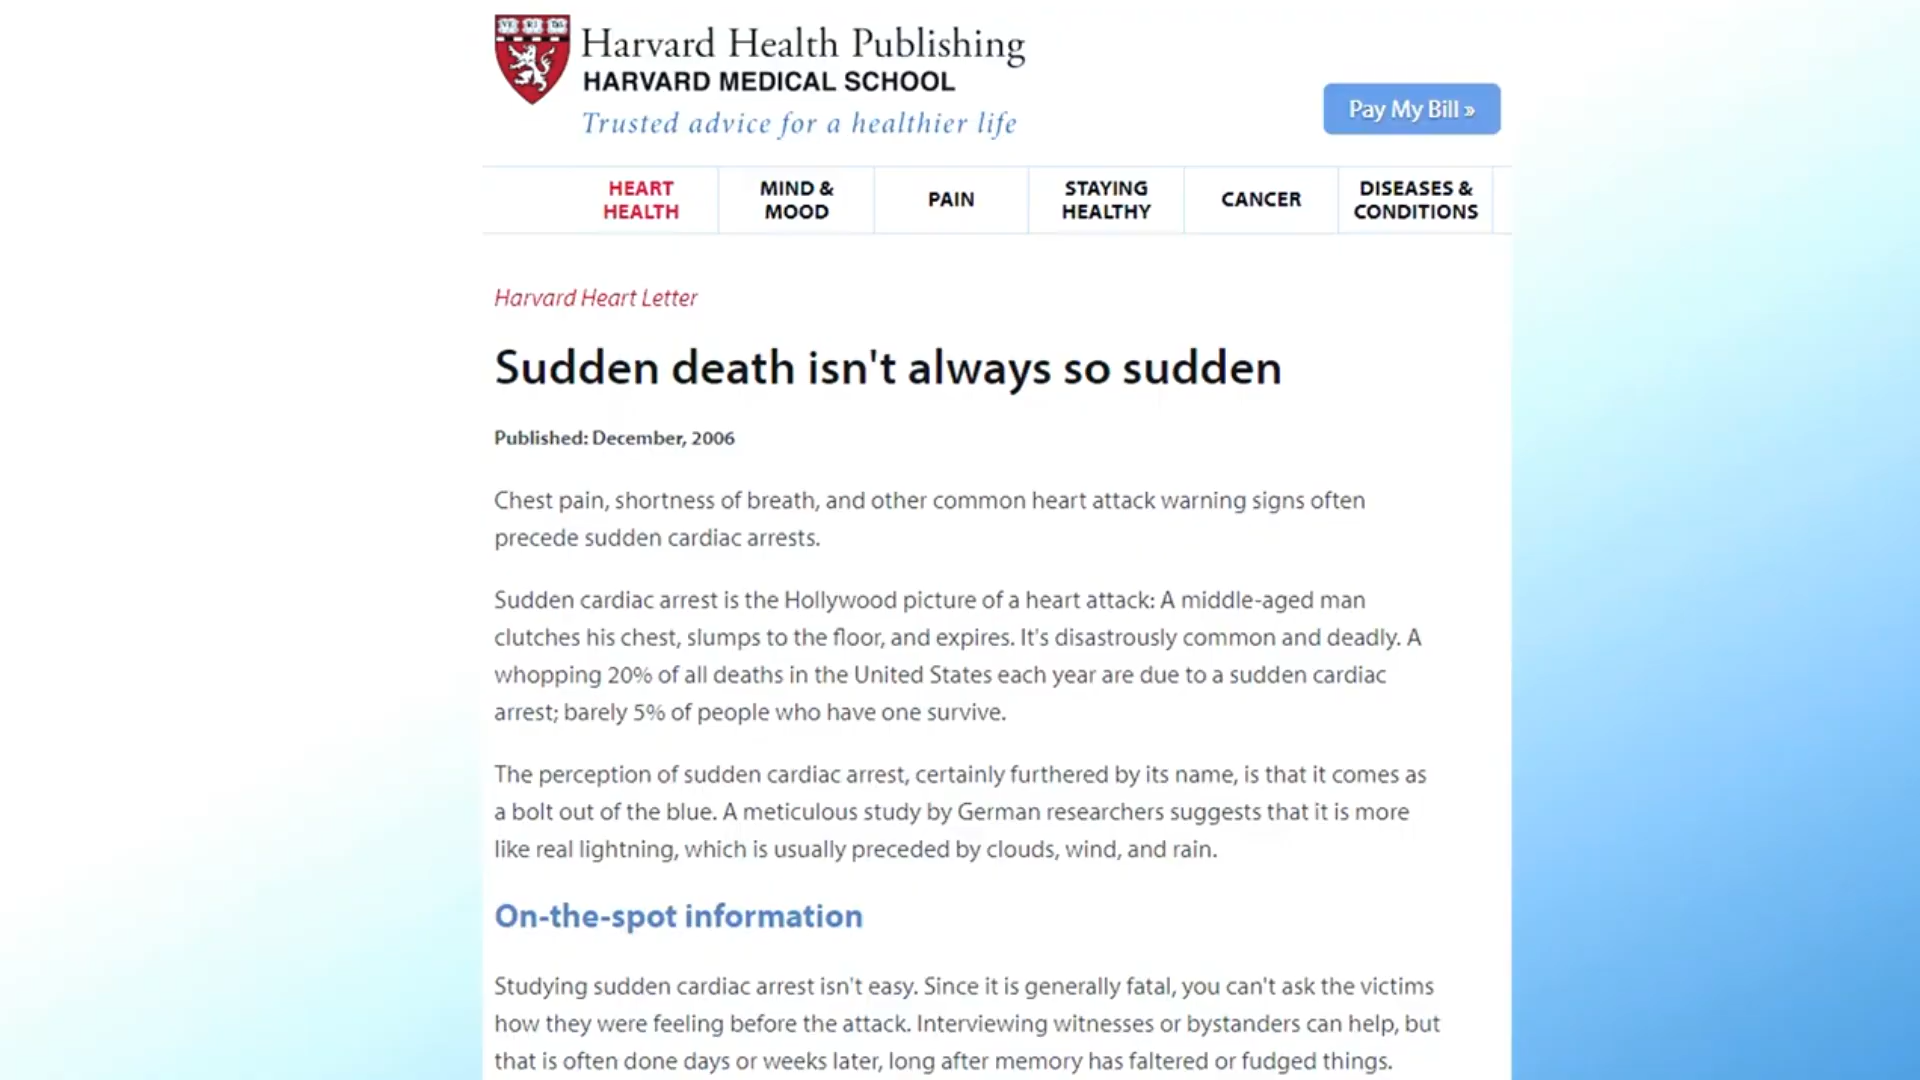 VE RI TAS
Harvard Health Publishing
HARVARD MEDICAL SCHOOL
Trusted advice for a healthier life
Pay My Bill »
HEART
HEALTH
MIND &
MOOD
PAIN
STAYING
HEALTHY
CANCER
DISEASES &
CONDITIONS
Harvard Heart Letter
Sudden death isn't always so sudden
Published: December, 2006
Chest pain, shortness of breath, and other common heart attack warning signs often
precede sudden cardiac arrests.
Sudden cardiac arrest is the Hollywood picture of a heart attack: A middle-aged man
clutches his chest, slumps to the floor, and expires. It's disastrously common and deadly. A
whopping 20% of all deaths in the United States each year are due to a sudden cardiac
arrest; barely 5% of people who have one survive.
The perception of sudden cardiac arrest, certainly furthered by its name, is that it comes as
a bolt out of the blue. A meticulous study by German researchers suggests that it is more
like real lightning, which is usually preceded by clouds, wind, and rain.
On-the-spot information
Studying sudden cardiac arrest isn't easy. Since it is generally fatal, you can't ask the victims
how they were feeling before the attack. Interviewing witnesses or bystanders can help, but
that is often done days or weeks later, long after memory has faltered or fudged things.